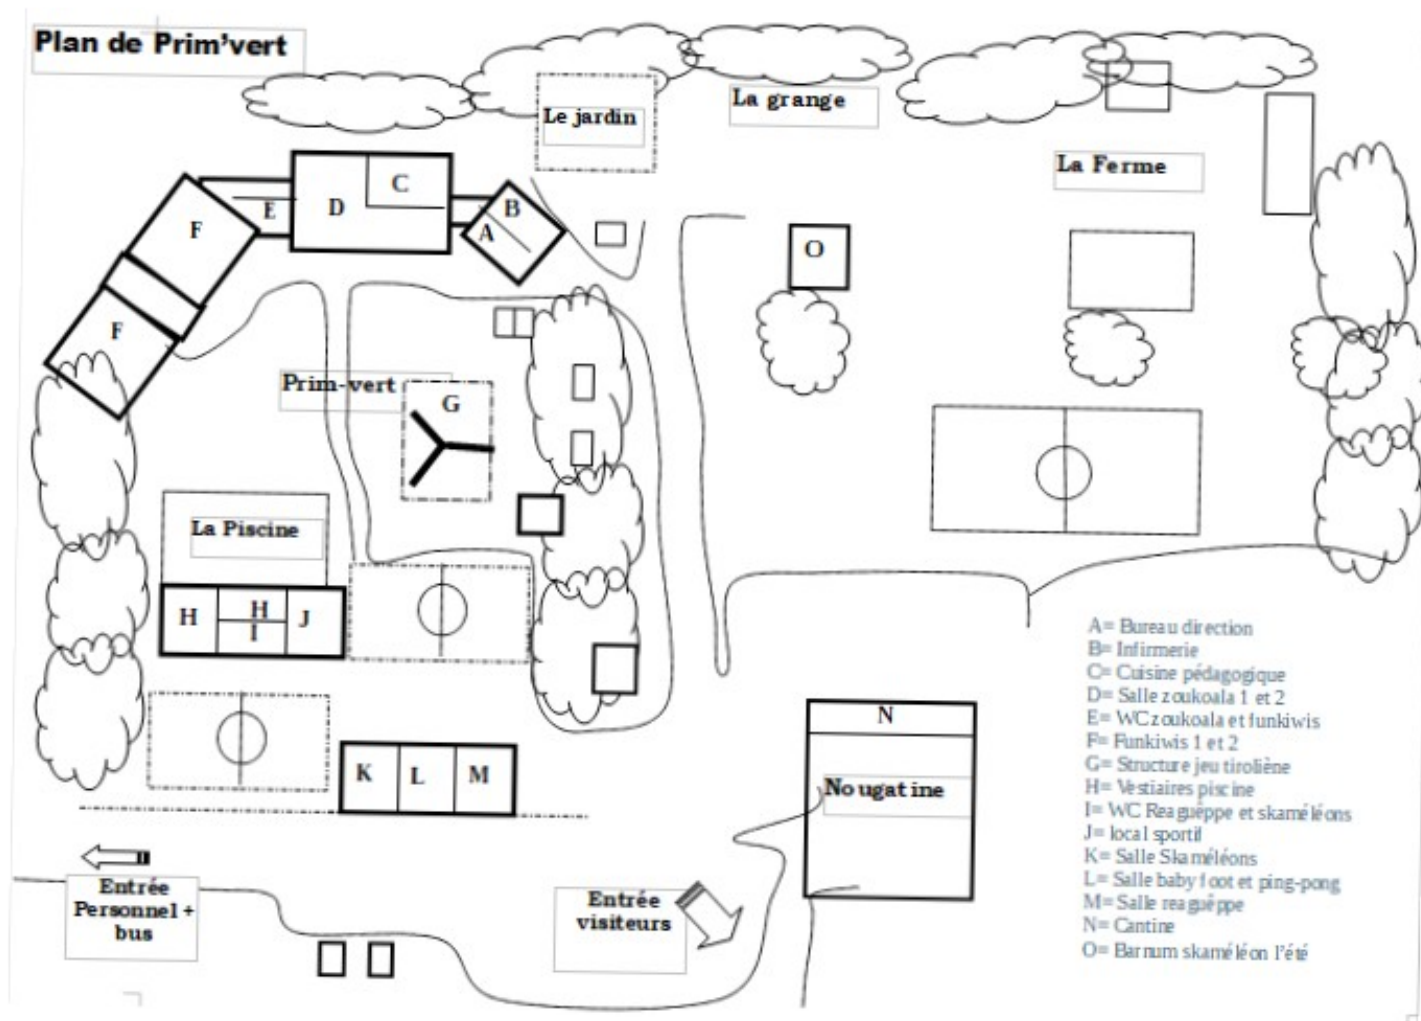 Plan de Prim'vert
Le jardin
La grange
La Ferme
C
B
F
E
D
A
O
F
Prim-vert
G
La Piscine
H
H
I
J
N
K
L
M
Nougatine
Entrée
Personnel +
bus
Entrée
visiteurs
A= Bureau direction
B= Infirmerie
C= Cuisine pédagogique
D= Salle zoukoala 1 et 2
E= WC zoukoala et funkiwis
F= Funkiwis 1 et 2
G= Structure jeu tiroliène
H= Vestiaires piscine
I= WC Reaguêppe et skaméléons
J= local sportif
K= Salle Skaméléons
L= Salle baby foot et ping-pong
M= Salle reaguêppe
N= Cantine
O= Barnum skaméléon l'été